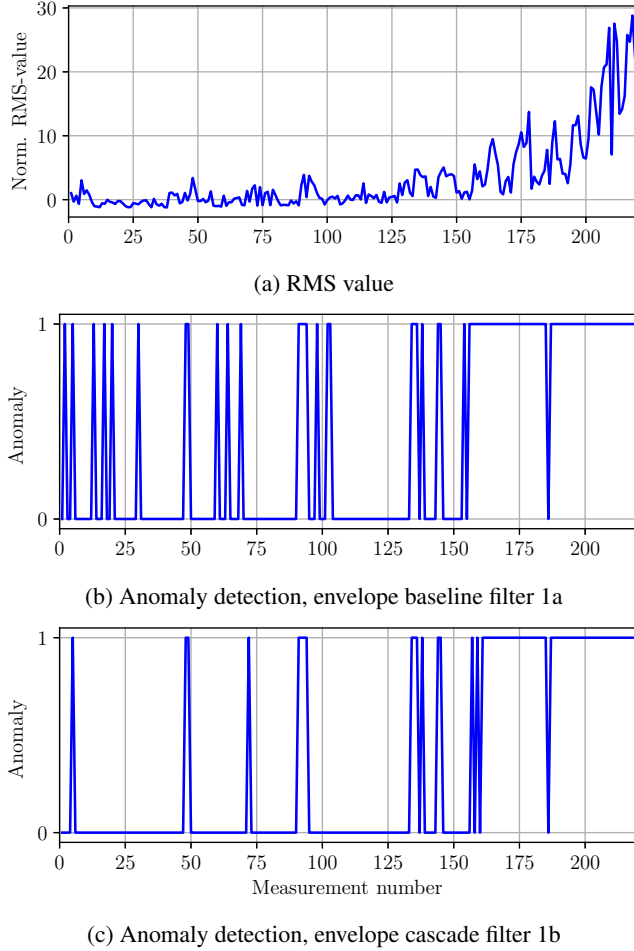 30
20
10
0
Norm. RMS-value
0 25 50 75 100 125 150 175 200
(a) RMS value
1
0
Anomaly
0 25 50 75 100 125 150 175 200
(b) Anomaly detection, envelope baseline filter 1a
1
0
Anomaly
0 25 50 75 100 125 150 175 200
Measurement number
(c) Anomaly detection, envelope cascade filter 1b